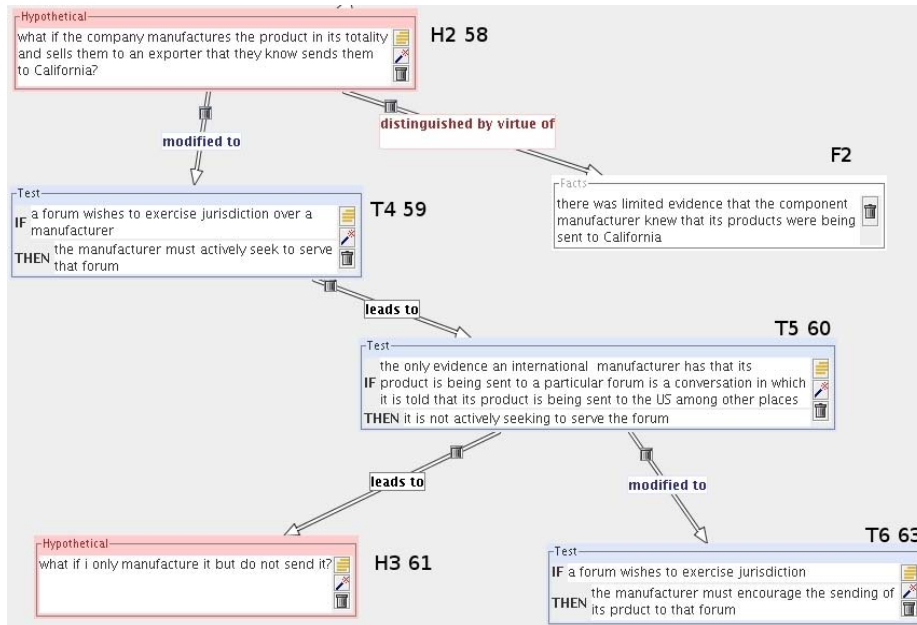 Hypothetical
what if the company manufactures the product in its totality
and sells them to an exporter that they know sends them
to California?
H2 58
distinguished by virtue of
modified to
F2
Facts
there was limited evidence that the component
manufacturer knew that its products were being
sent to California
Test
IF a forum wishes to exercise jurisdiction over a
manufacturer
THEN the manufacturer must actively seek to serve
that forum
T4 59
leads to
T5 60
Test
IF the only evidence an international manufacturer has that its
product is being sent to a particular forum is a conversation in which
it is told that its product is being sent to the US among other places
THEN it is not actively seeking to serve the forum
leads to
modified to
Hypothetical
what if i only manufacture it but do not send it?
H3 61
T6 63
Test
IF a forum wishes to exercise jurisdiction
THEN the manufacturer must encourage the sending of
its prduct to that forum